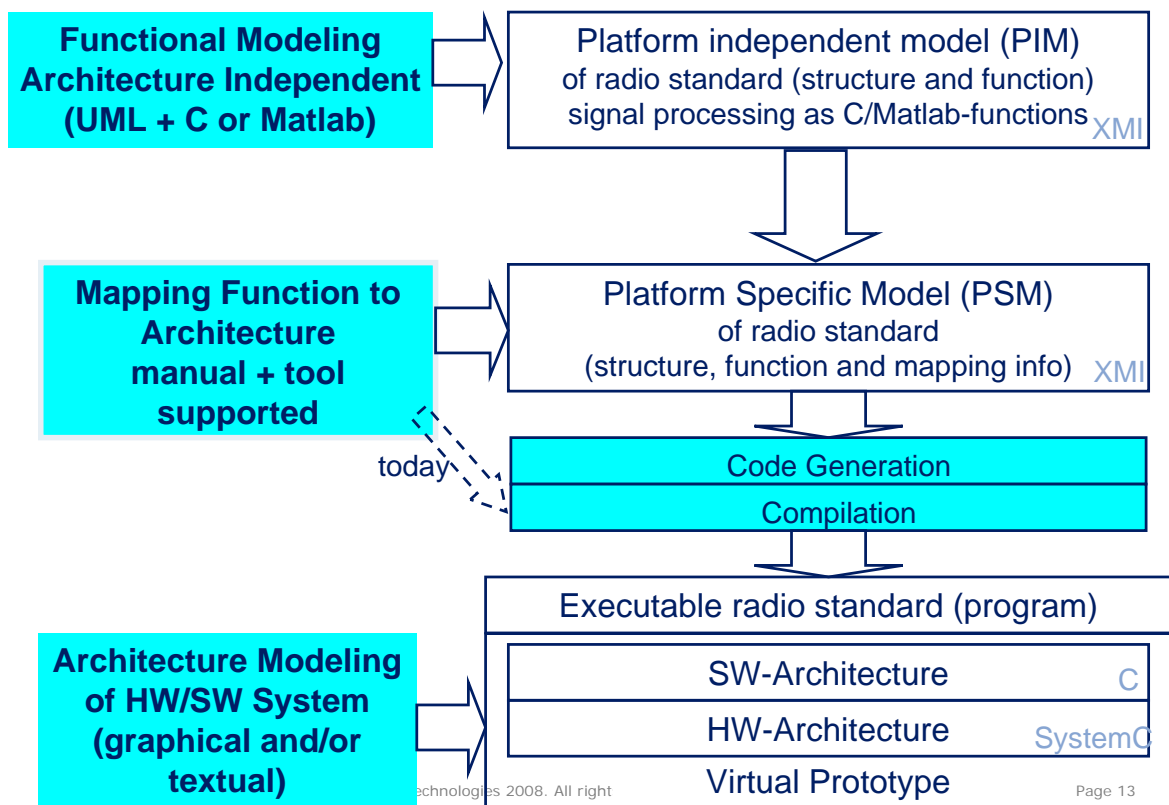 Functional Modeling
Architecture Independent
(UML + C or Matlab)
Platform independent model (PIM)
of radio standard (structure and function)
signal processing as C/Matlab-functions
XMI
Mapping Function to
Architecture
manual + tool
supported
Platform Specific Model (PSM)
of radio standard
(structure, function and mapping info)
XMI
today
Code Generation
Compilation
Executable radio standard (program)
Architecture Modeling
of HW/SW System
(graphical and/or
textual)
SW-Architecture
C
HW-Architecture
SystemC
Virtual Prototype
2008. All right
Page 13